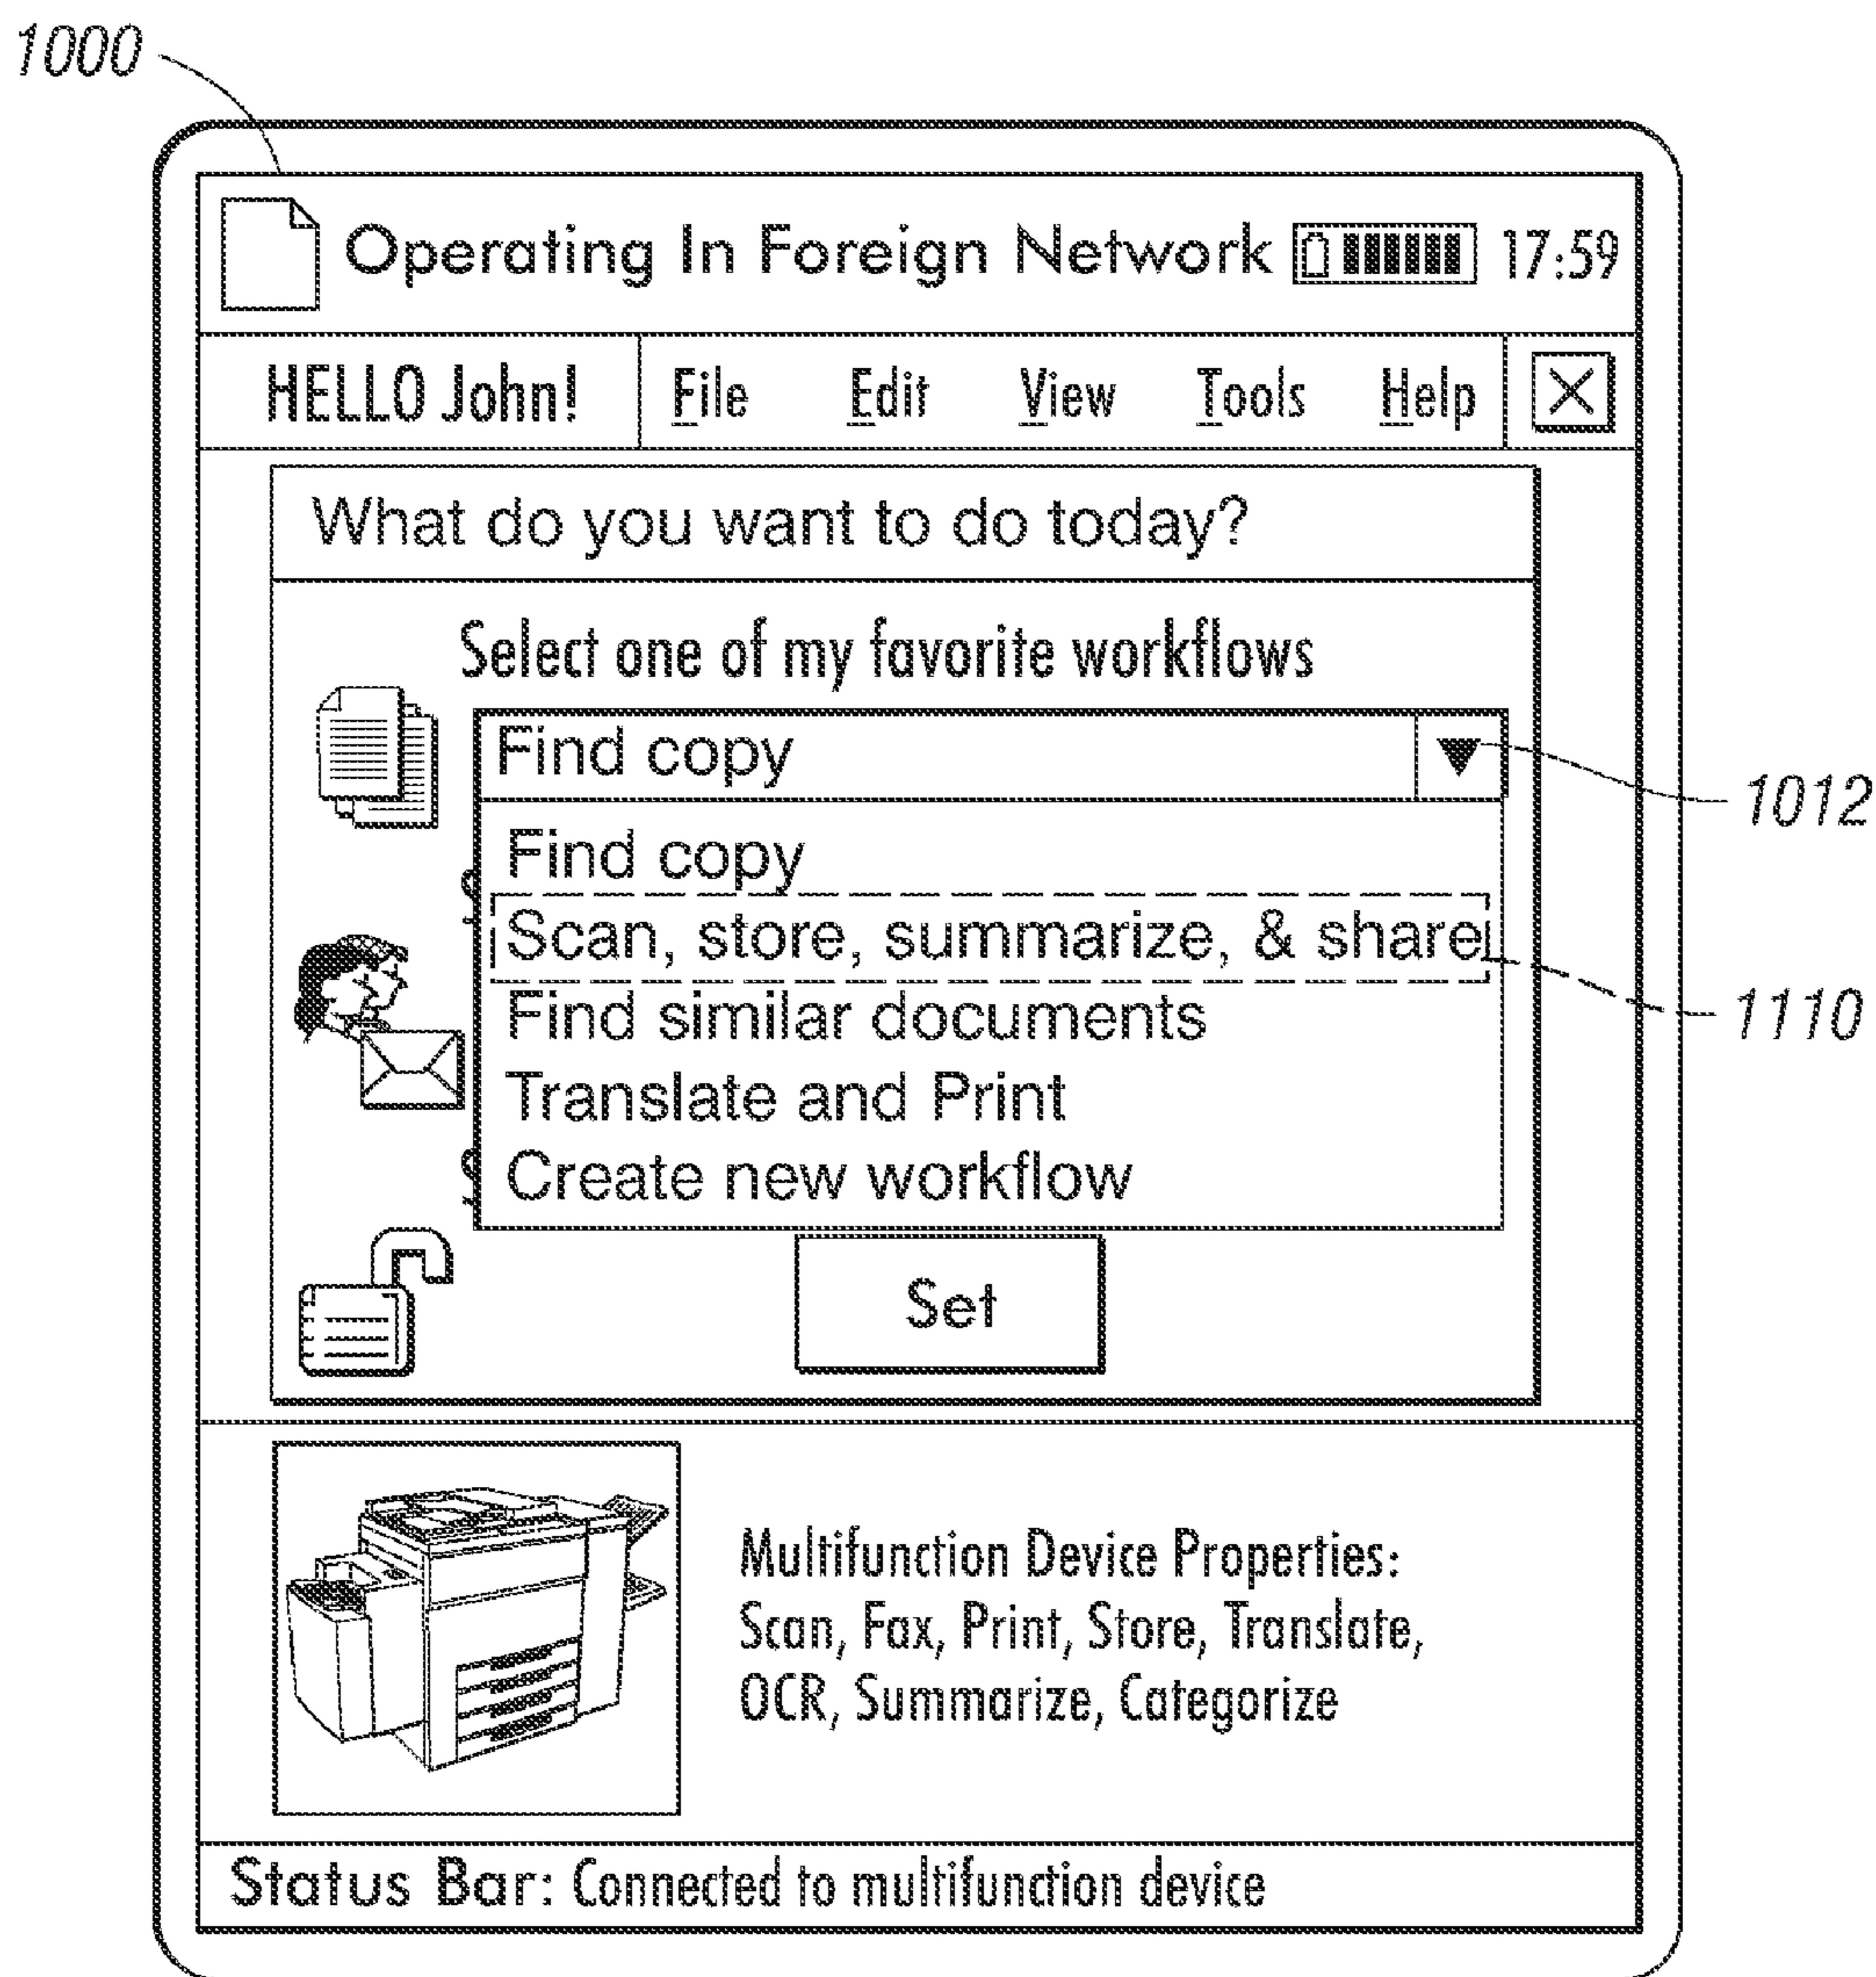 1000
Operating In Foreign Network 17:59
HELLO John! File Edit View Tools Help
What do you want to do today?
Select one of my favorite workflows
Find copy
1012
Find copy
Scan, store, summarize, & share
1110
Find similar documents
Translate and Print
Create new workflow
Set
Multifunction Device Properties:
Scan, Fax, Print, Store, Translate,
OCR, Summarize, Categorize
Status Bar: Connected to multifunction device